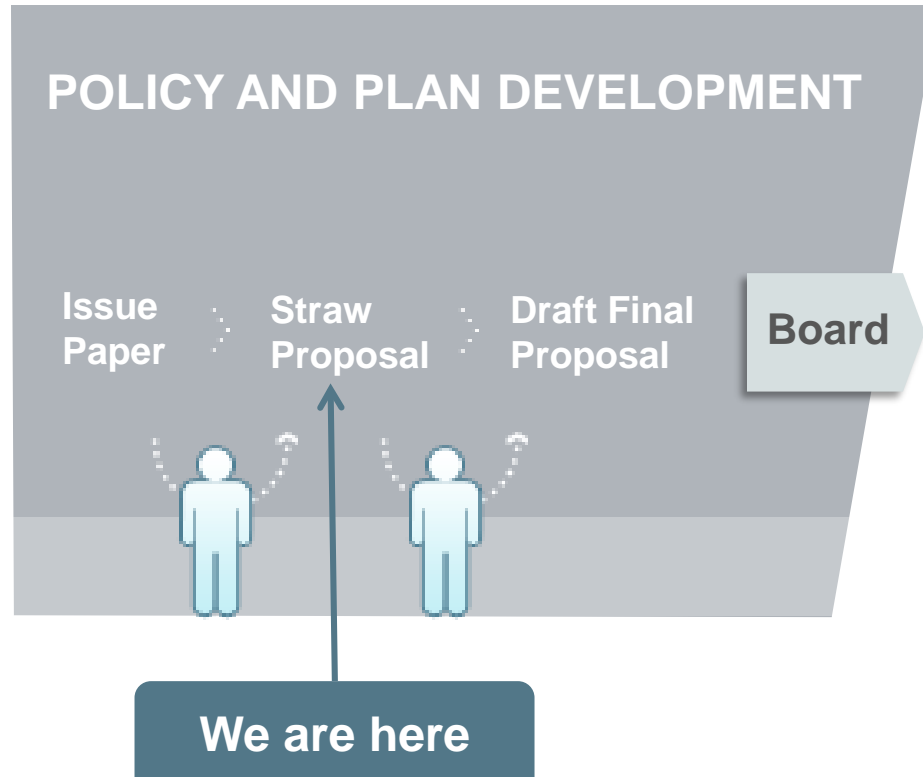 POLICY AND PLAN DEVELOPMENT
Issue
Paper
Straw
Proposal
Draft Final
Proposal
Board
We are here